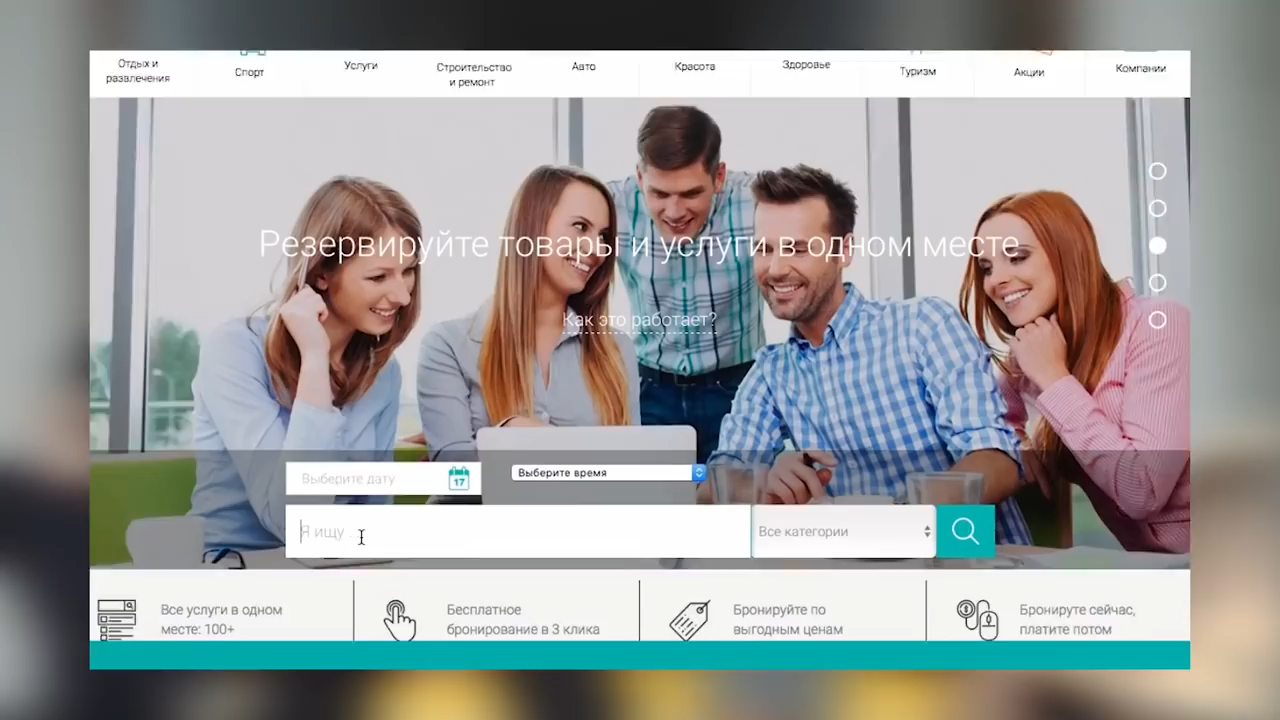 Отдых и
развлечения
Спорт
Услуги
Строительство
и ремонт
Авто
Красота
Здоровье
Туризм
Акции
Компании
Резервируйте товары и услуги в одном месте
Как это работает?
Выберите дату
17
Выберите время
Я ищу
Все категории
Все услуги в одном
месте: 100+
Бесплатное
бронирование в 3 клика
Бронируйте по
выгодным ценам
Бронируте сейчас,
платите потом